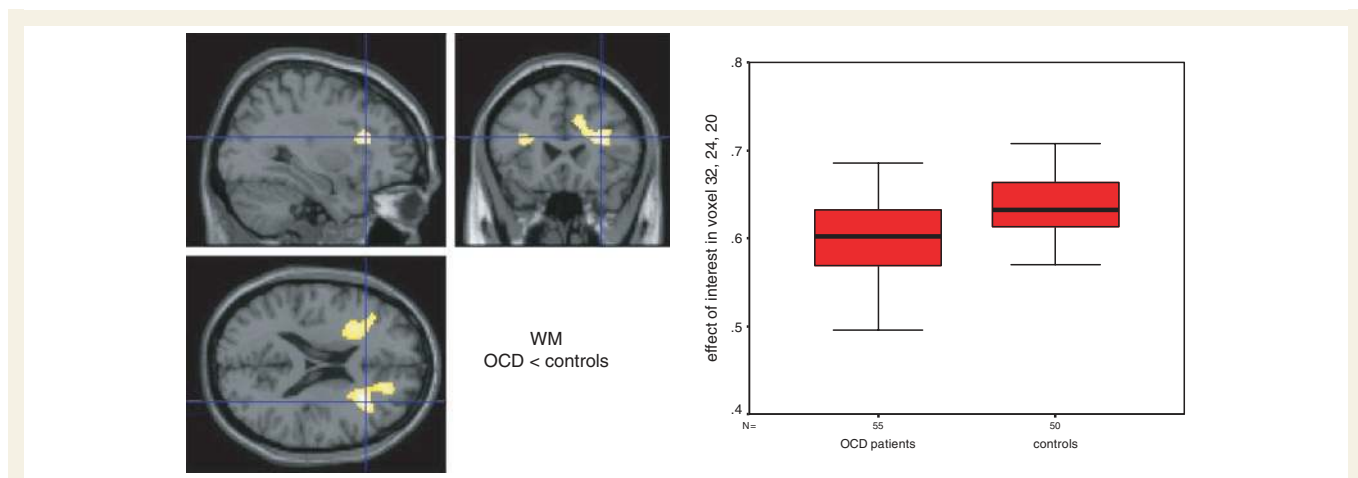 WM
OCD < controls
effect of interest in voxel 32, 24, 20
.8
.7
.6
.5
.4
N= 55 50
OCD patients controls